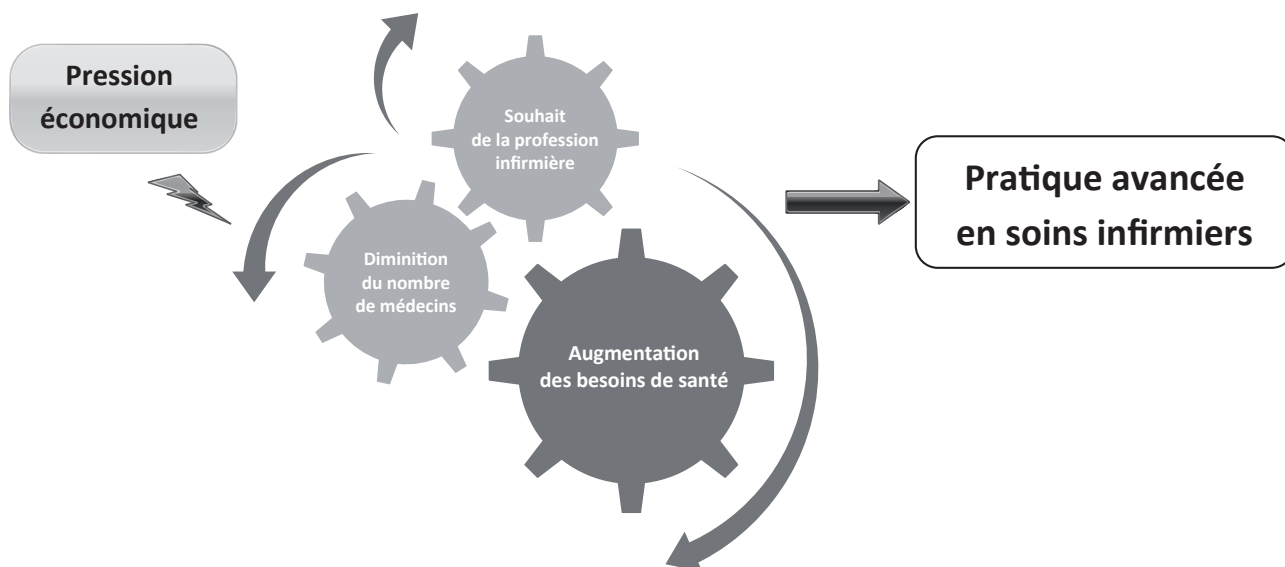 Pression
économique
Souhait
de la profession
infirmière
Diminition
du nombre
de médecins
Augmentation
des besoins de santé
Pratique avancée
en soins infirmiers